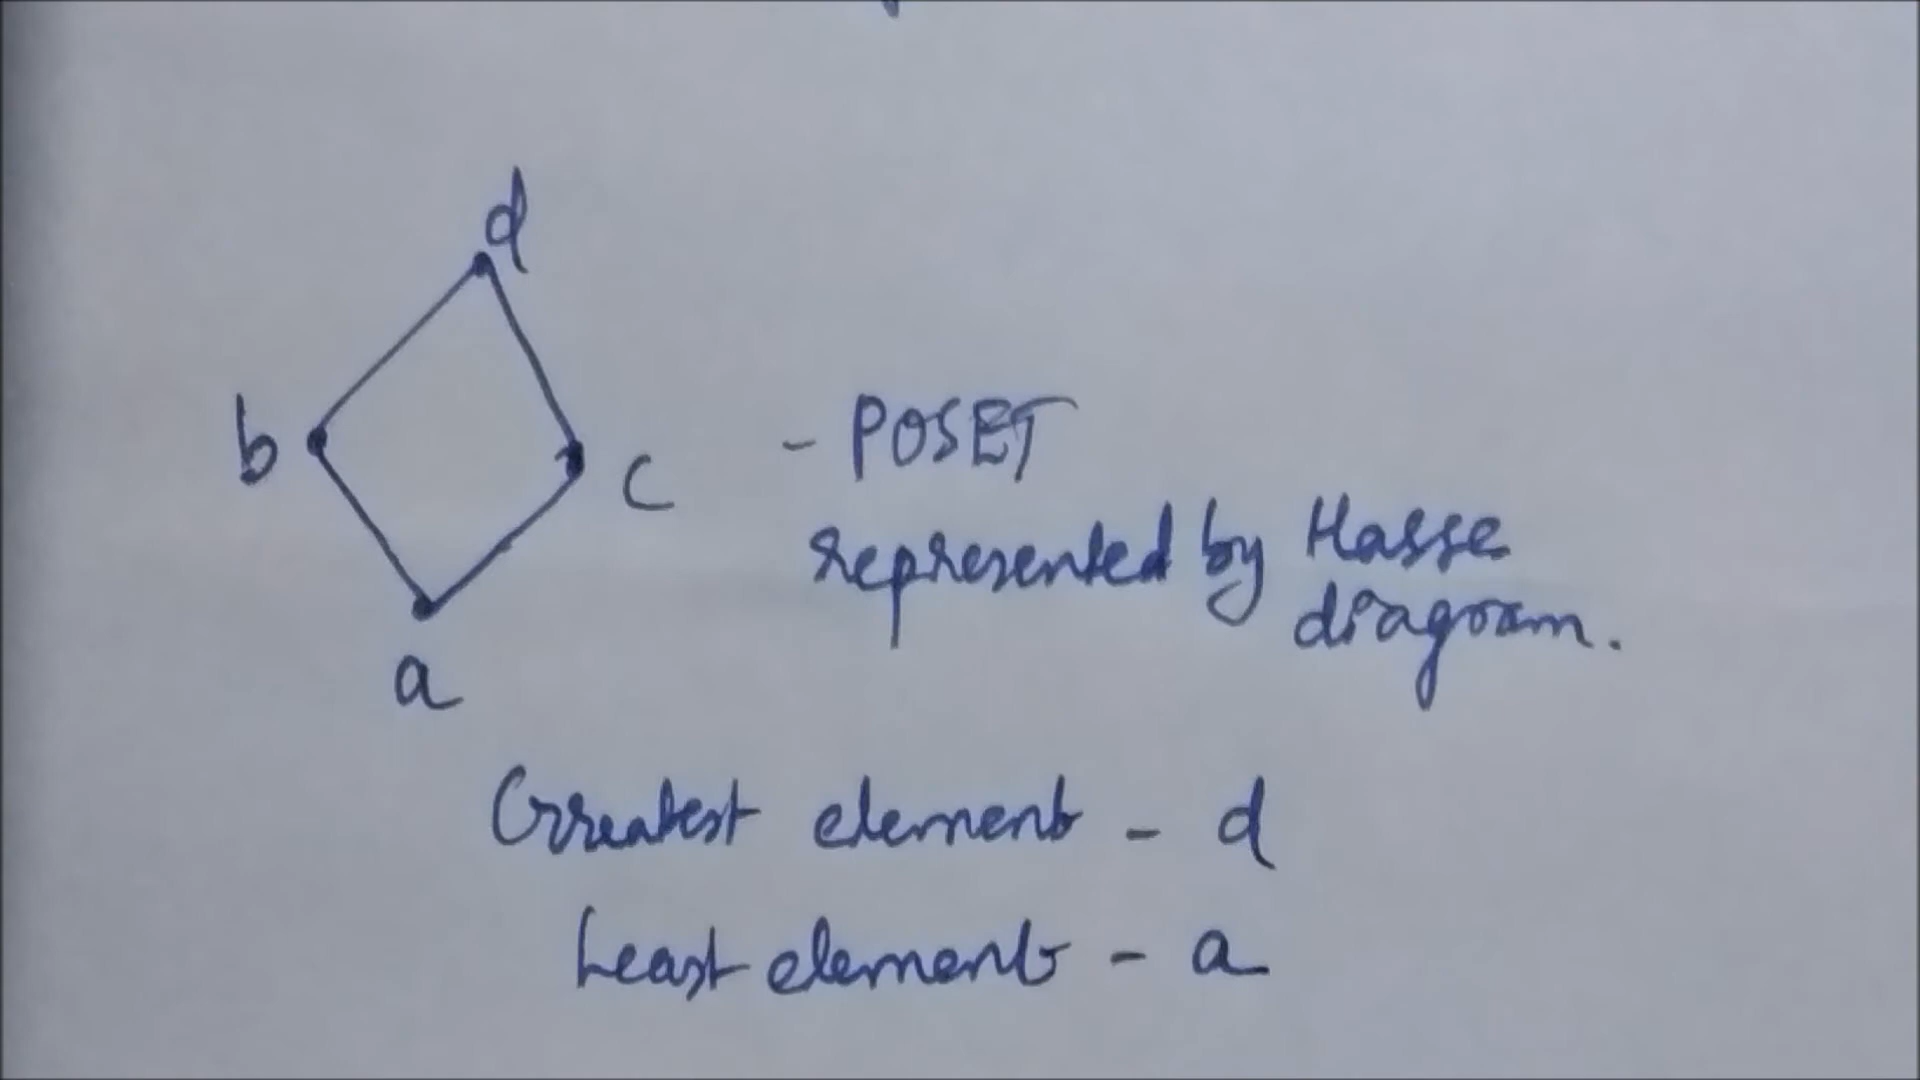 d
b
c
a
- POSET
represented by Hasse
diagram.
Greatest element - d
Least element - a